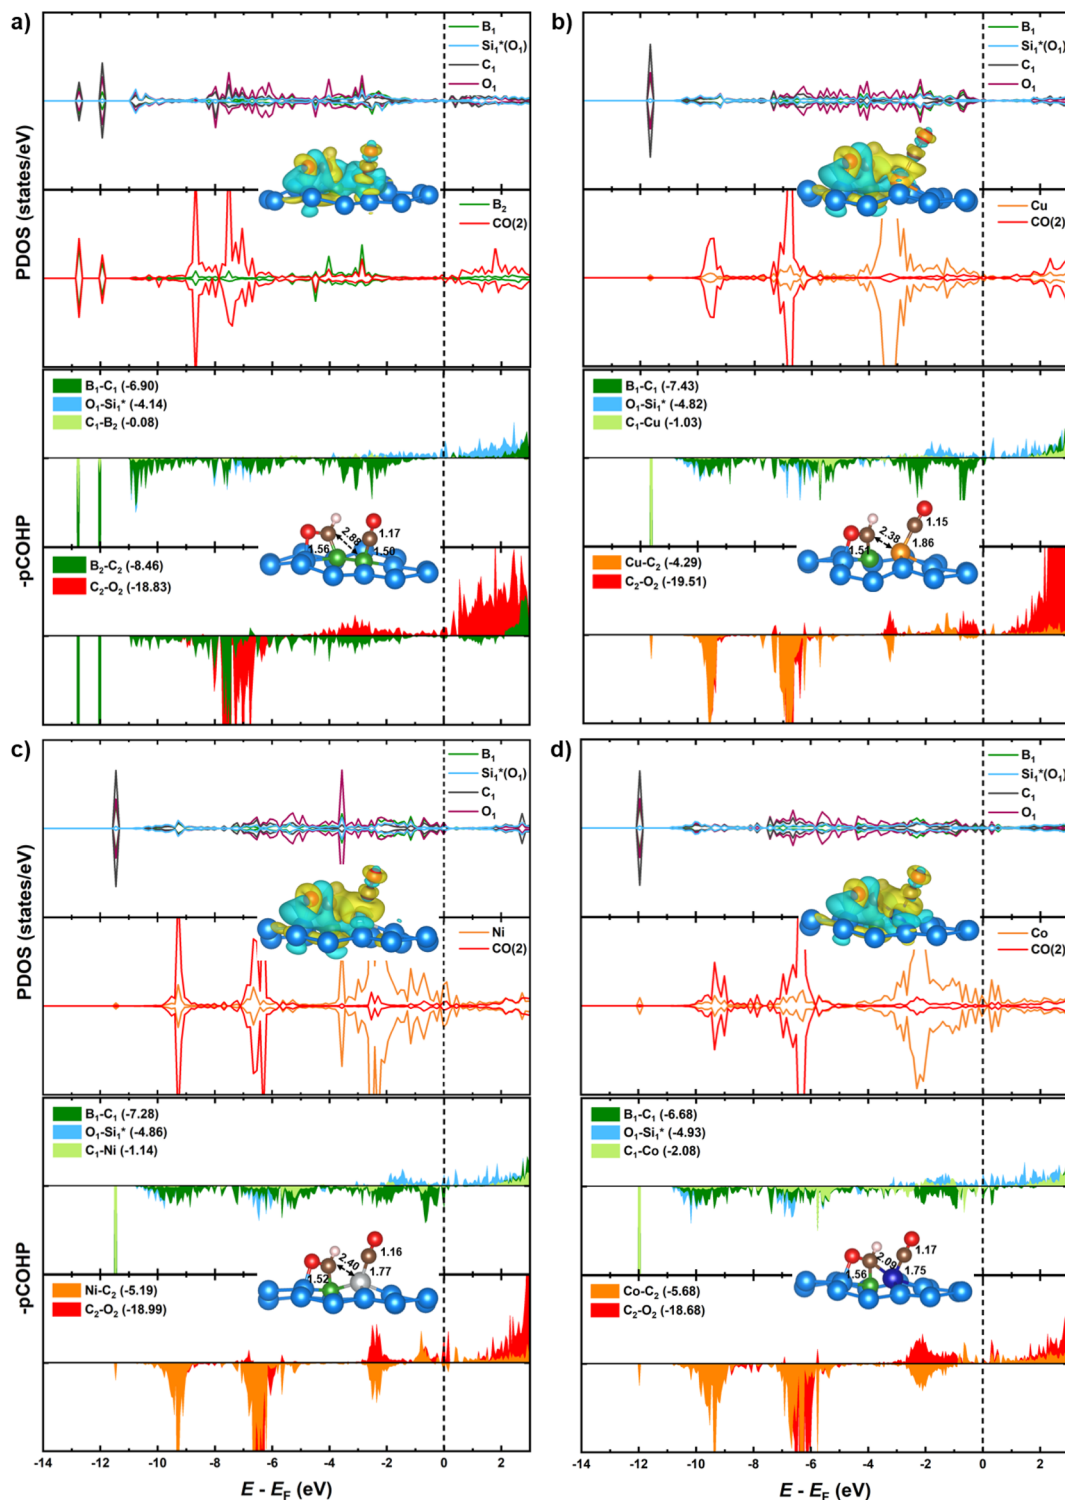 a)
B₁
Si₁*(O₁)
C₁
O₁
PDOS (states/eV)
B₂
CO(2)
B₁-C₁ (-6.90)
O₁-Si₁* (-4.14)
C₁-B₂ (-0.08)
-pCOHP
2.88
1.17
1.56
1.50
B₂-C₂ (-8.46)
C₂-O₂ (-18.83)
b)
B₁
Si₁*(O₁)
C₁
O₁
Cu
CO(2)
B₁-C₁ (-7.43)
O₁-Si₁* (-4.82)
C₁-Cu (-1.03)
2.38
1.15
1.51
1.86
Cu-C₂ (-4.29)
C₂-O₂ (-19.51)
c)
B₁
Si₁*(O₁)
C₁
O₁
PDOS (states/eV)
Ni
CO(2)
B₁-C₁ (-7.28)
O₁-Si₁* (-4.86)
C₁-Ni (-1.14)
-pCOHP
2.40
1.16
1.52
1.77
Ni-C₂ (-5.19)
C₂-O₂ (-18.99)
-14 -12 -10 -8 -6 -4 -2 0 2
E - E_F (eV)
d)
B₁
Si₁*(O₁)
C₁
O₁
Co
CO(2)
B₁-C₁ (-6.68)
O₁-Si₁* (-4.93)
C₁-Co (-2.08)
2.09
1.17
1.56
1.75
Co-C₂ (-5.68)
C₂-O₂ (-18.68)
-12 -10 -8 -6 -4 -2 0 2
E - E_F (eV)